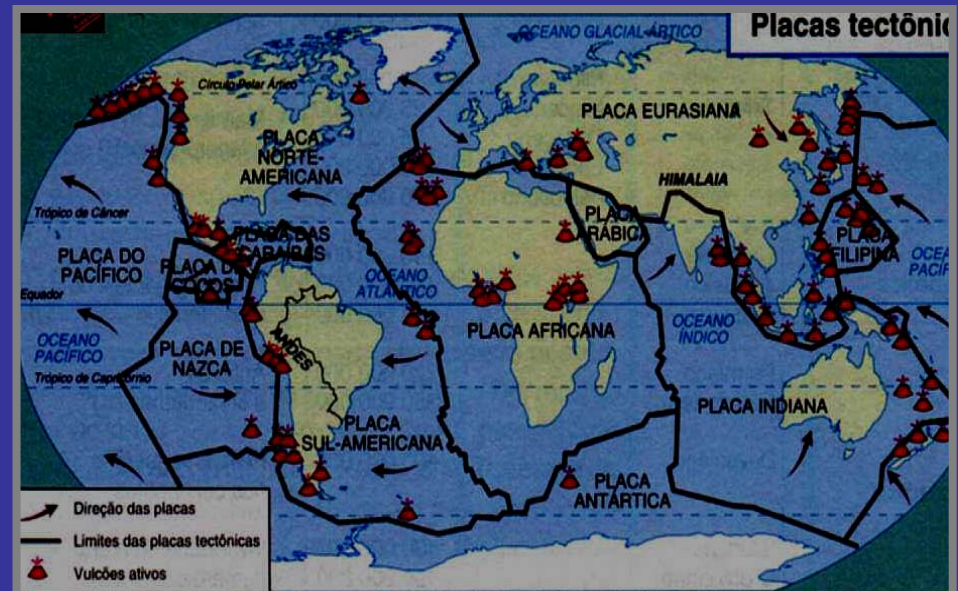 Placas tectôni
OCEANO GLACIAL ÁRTICO
Círculo Polar Ártico
PLACA EURASIANA
PLACA
NORTE-
AMERICANA
HIMALAIA
Trópico de Câncer
PLACA DO
PACÍFICO
PLACA DAS
CARAÍBAS
PLACA
ARÁBICA
PLACA
FILIPINA
OCEA
PACÍF
PLACA DE
COCOS
OCEANO
ATLÂNTICO
Equador
PLACA AFRICANA
OCEANO
ÍNDICO
OCEANO
PACÍFICO
PLACA DE
NAZCA
ANDES
Trópico de Capricórnio
PLACA INDIANA
PLACA
SUL-AMERICANA
PLACA
ANTÁRTICA
Direção das placas
Limites das placas tectônicas
Vulcões ativos